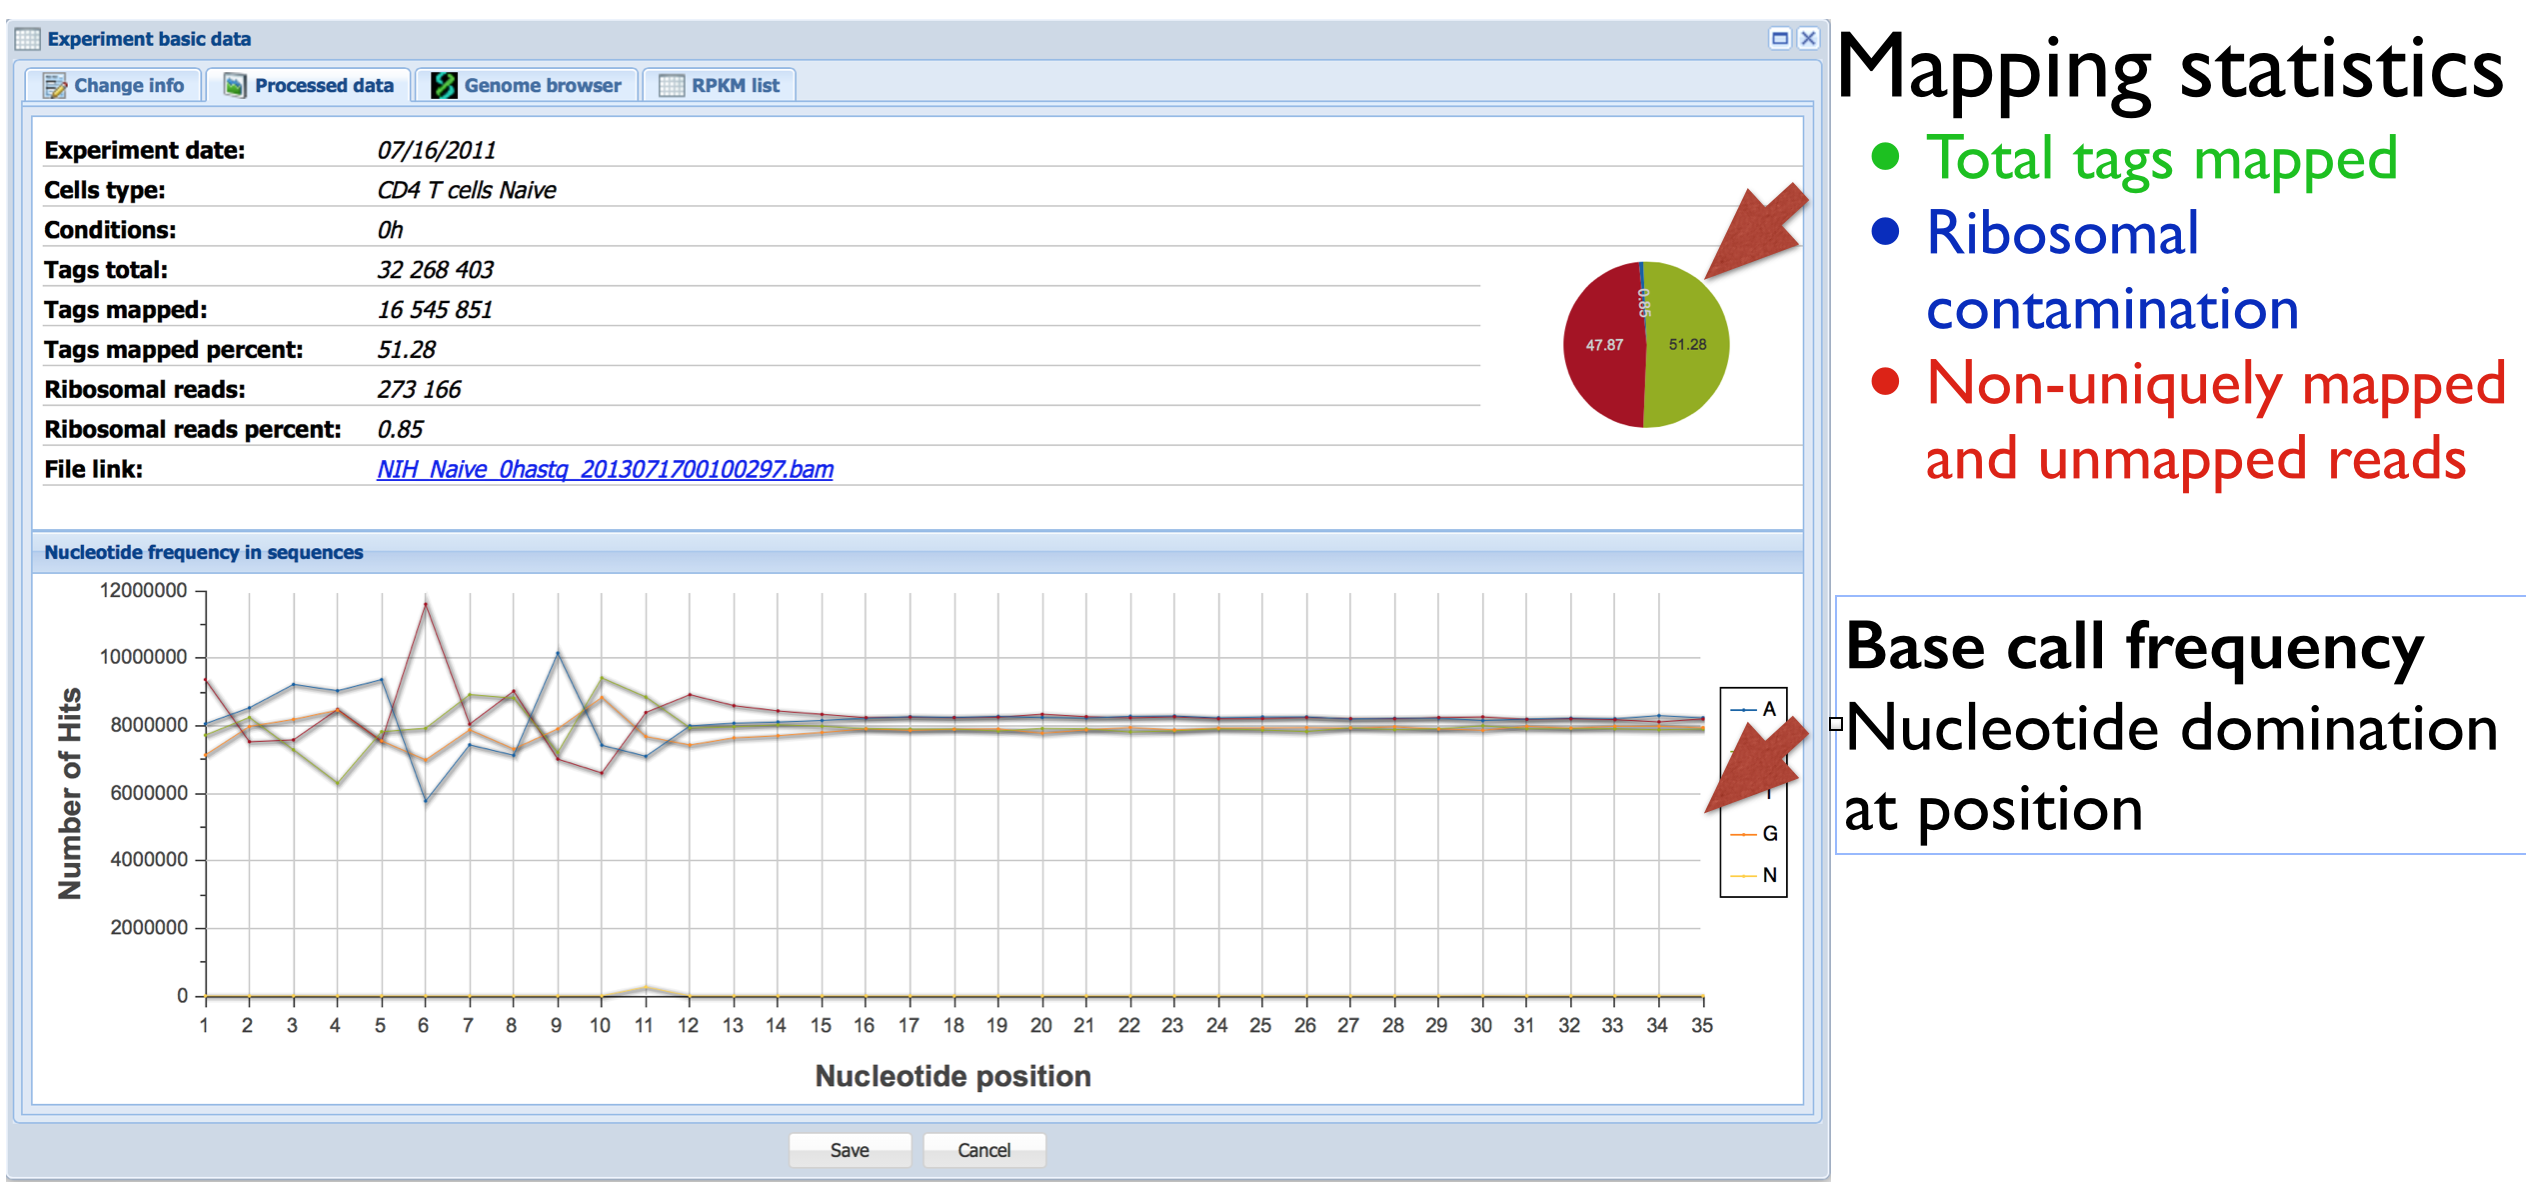 Experiment basic data
Change info
Processed data
Genome browser
RPKM list
Experiment date: 07/16/2011
Cells type: CD4 T cells Naive
Conditions: 0h
Tags total: 32 268 403
Tags mapped: 16 545 851
Tags mapped percent: 51.28
Ribosomal reads: 273 166
Ribosomal reads percent: 0.85
File link: NIH_Naive_0hastq_2013071700100297.bam
0.85
47.87
51.28
Nucleotide frequency in sequences
12000000
10000000
8000000
6000000
4000000
2000000
0
Number of Hits
1 2 3 4 5 6 7 8 9 10 11 12 13 14 15 16 17 18 19 20 21 22 23 24 25 26 27 28 29 30 31 32 33 34 35
Nucleotide position
A
G
N
Save
Cancel
Mapping statistics
• Total tags mapped
• Ribosomal
contamination
• Non-uniquely mapped
and unmapped reads
Base call frequency
Nucleotide domination
at position